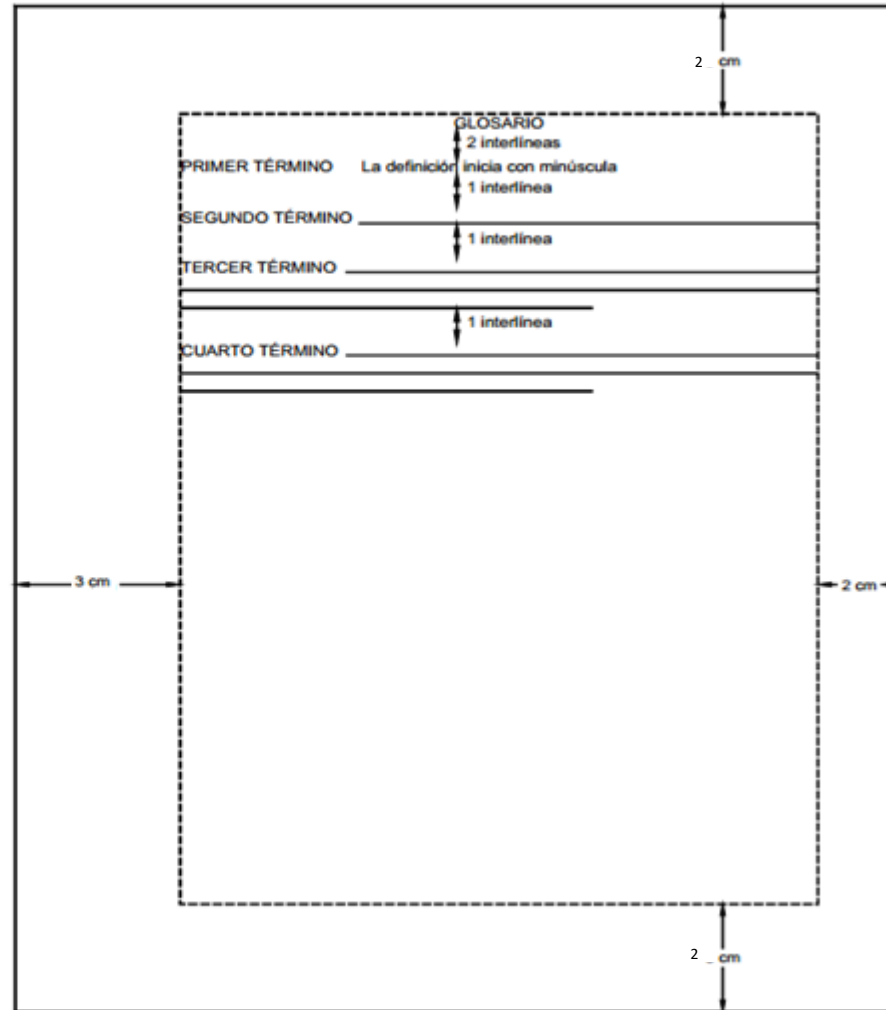 2 cm
GLOSARIO
2 interlíneas
PRIMER TÉRMINO La definición inicia con minúscula
1 interlínea
SEGUNDO TÉRMINO
1 interlínea
TERCER TÉRMINO
1 interlínea
CUARTO TÉRMINO
3 cm
2 cm
2 cm